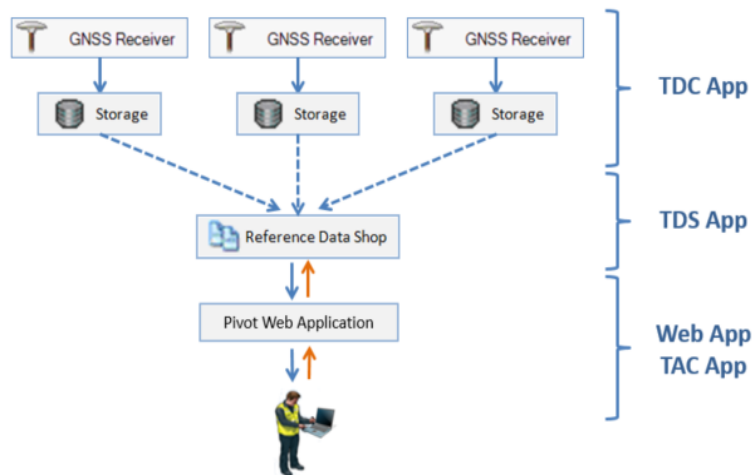 GNSS Receiver
GNSS Receiver
GNSS Receiver
TDC App
Storage
Storage
Storage
TDS App
Reference Data Shop
Pivot Web Application
Web App
TAC App